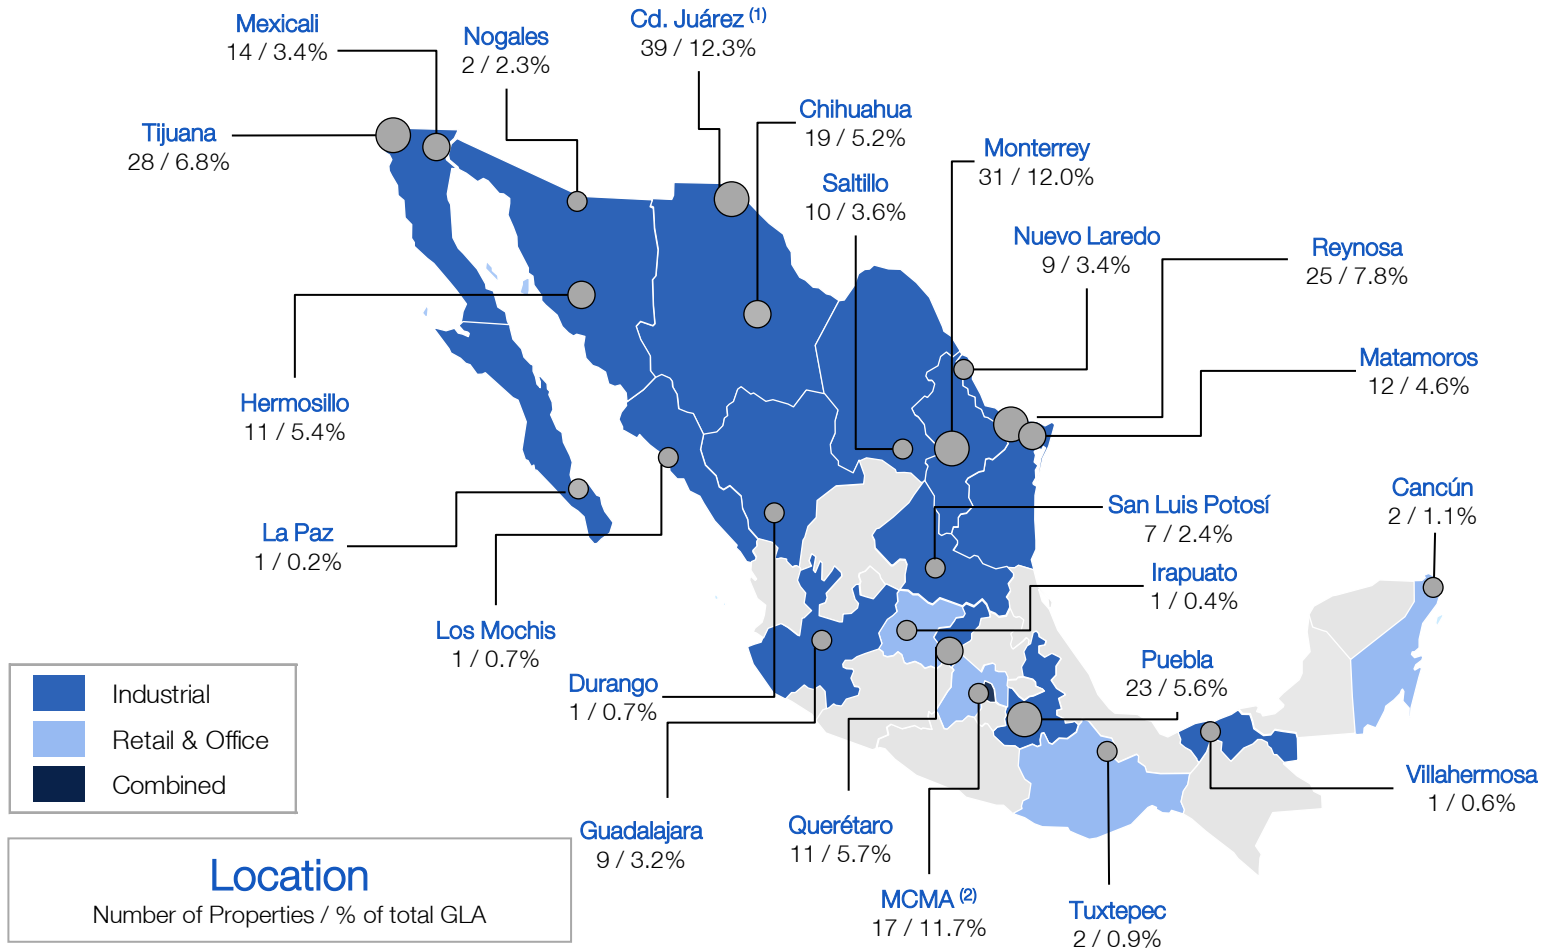 Mexicali
14 / 3.4%
Nogales
2 / 2.3%
Cd. Juárez (1)
39 / 12.3%
Chihuahua
19 / 5.2%
Tijuana
28 / 6.8%
Monterrey
31 / 12.0%
Saltillo
10 / 3.6%
Nuevo Laredo
9 / 3.4%
Reynosa
25 / 7.8%
Matamoros
12 / 4.6%
Hermosillo
11 / 5.4%
Cancún
2 / 1.1%
San Luis Potosí
7 / 2.4%
La Paz
1 / 0.2%
Irapuato
1 / 0.4%
Los Mochis
1 / 0.7%
Puebla
23 / 5.6%
Durango
1 / 0.7%
Industrial
Retail & Office
Combined
Villahermosa
1 / 0.6%
Guadalajara
9 / 3.2%
Querétaro
11 / 5.7%
MCMA (2)
17 / 11.7%
Tuxtepec
2 / 0.9%
Location
Number of Properties / % of total GLA